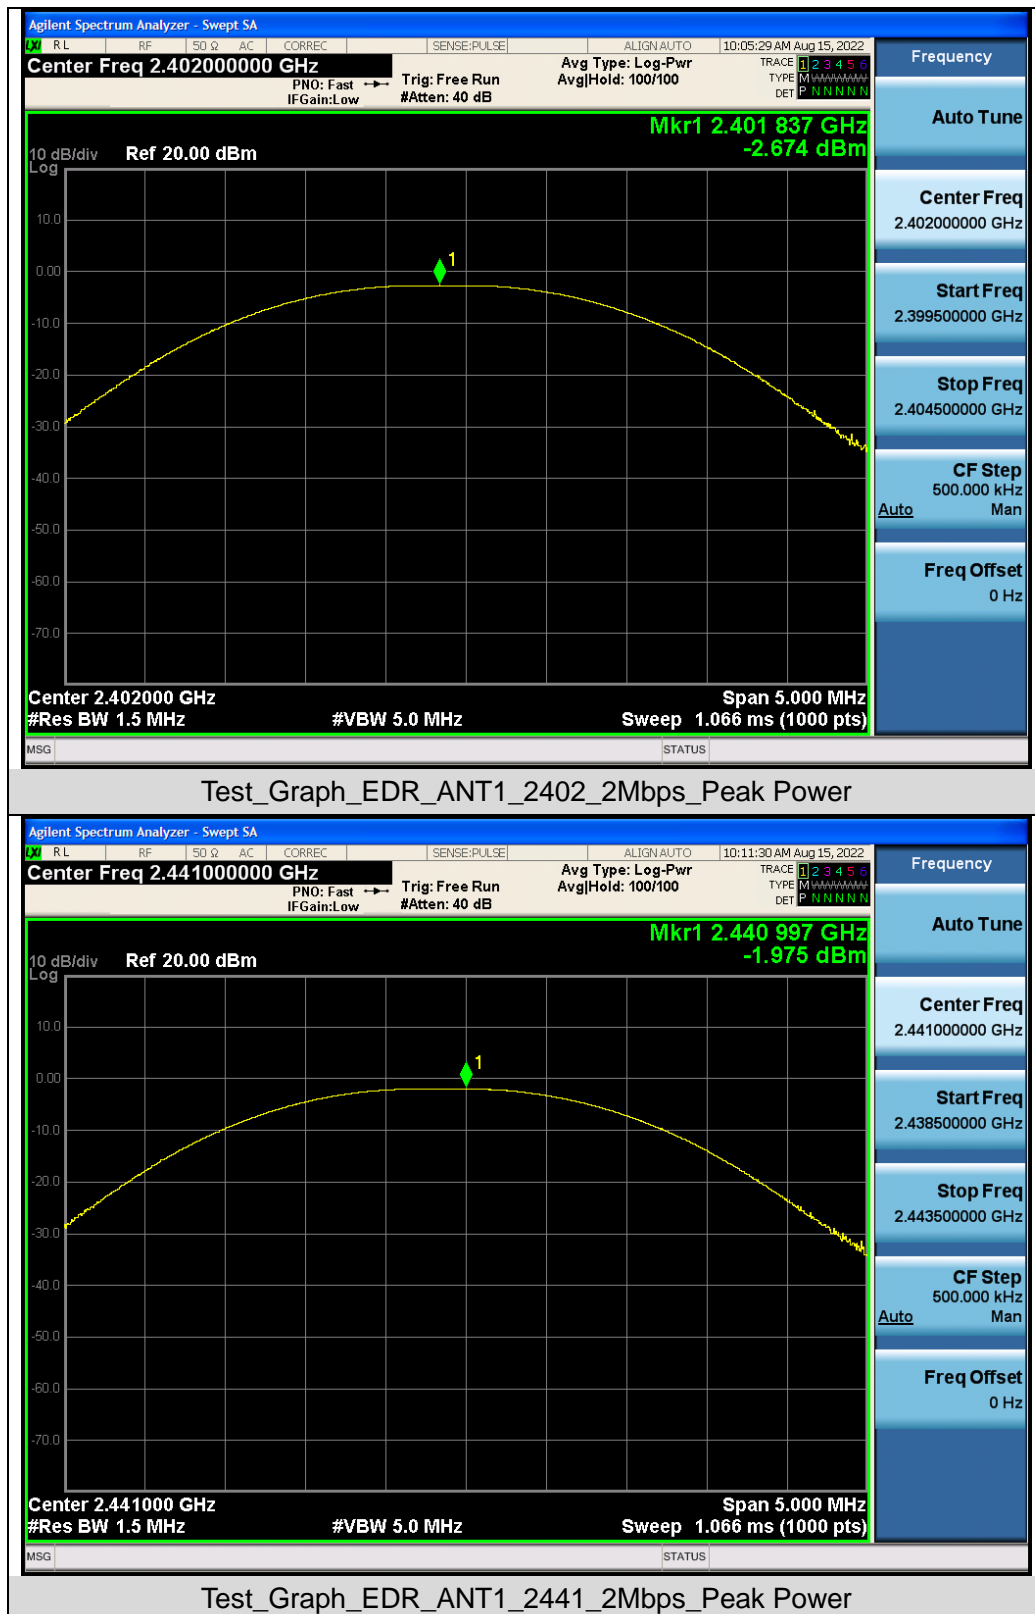 Agilent Spectrum Analyzer - Swept SA
LXI RL RF 50 Ω AC CORREC SENSE:PULSE ALIGN AUTO 10:05:29 AM Aug 15, 2022
Center Freq 2.402000000 GHz
PNO: Fast
IFGain:Low
Trig: Free Run
#Atten: 40 dB
Avg Type: Log-Pwr
Avg|Hold: 100/100
TRACE 1 2 3 4 5 6
TYPE M WWWWW
DET P N N N N N
Frequency
Auto Tune
Mkr1 2.401 837 GHz
-2.674 dBm
10 dB/div Ref 20.00 dBm
Log
10.0
0.00
-10.0
-20.0
-30.0
-40.0
-50.0
-60.0
-70.0
1
Center Freq
2.402000000 GHz
Start Freq
2.399500000 GHz
Stop Freq
2.404500000 GHz
CF Step
500.000 kHz
Auto Man
Freq Offset
0 Hz
Center 2.402000 GHz Span 5.000 MHz
#Res BW 1.5 MHz #VBW 5.0 MHz Sweep 1.066 ms (1000 pts)
MSG STATUS
Test_Graph_EDR_ANT1_2402_2Mbps_Peak Power
Agilent Spectrum Analyzer - Swept SA
LXI RL RF 50 Ω AC CORREC SENSE:PULSE ALIGN AUTO 10:11:30 AM Aug 15, 2022
Center Freq 2.441000000 GHz
PNO: Fast
IFGain:Low
Trig: Free Run
#Atten: 40 dB
Avg Type: Log-Pwr
Avg|Hold: 100/100
TRACE 1 2 3 4 5 6
TYPE M WWWWW
DET P N N N N N
Frequency
Auto Tune
Mkr1 2.440 997 GHz
-1.975 dBm
10 dB/div Ref 20.00 dBm
Log
10.0
0.00
-10.0
-20.0
-30.0
-40.0
-50.0
-60.0
-70.0
1
Center Freq
2.441000000 GHz
Start Freq
2.438500000 GHz
Stop Freq
2.443500000 GHz
CF Step
500.000 kHz
Auto Man
Freq Offset
0 Hz
Center 2.441000 GHz Span 5.000 MHz
#Res BW 1.5 MHz #VBW 5.0 MHz Sweep 1.066 ms (1000 pts)
MSG STATUS
Test_Graph_EDR_ANT1_2441_2Mbps_Peak Power